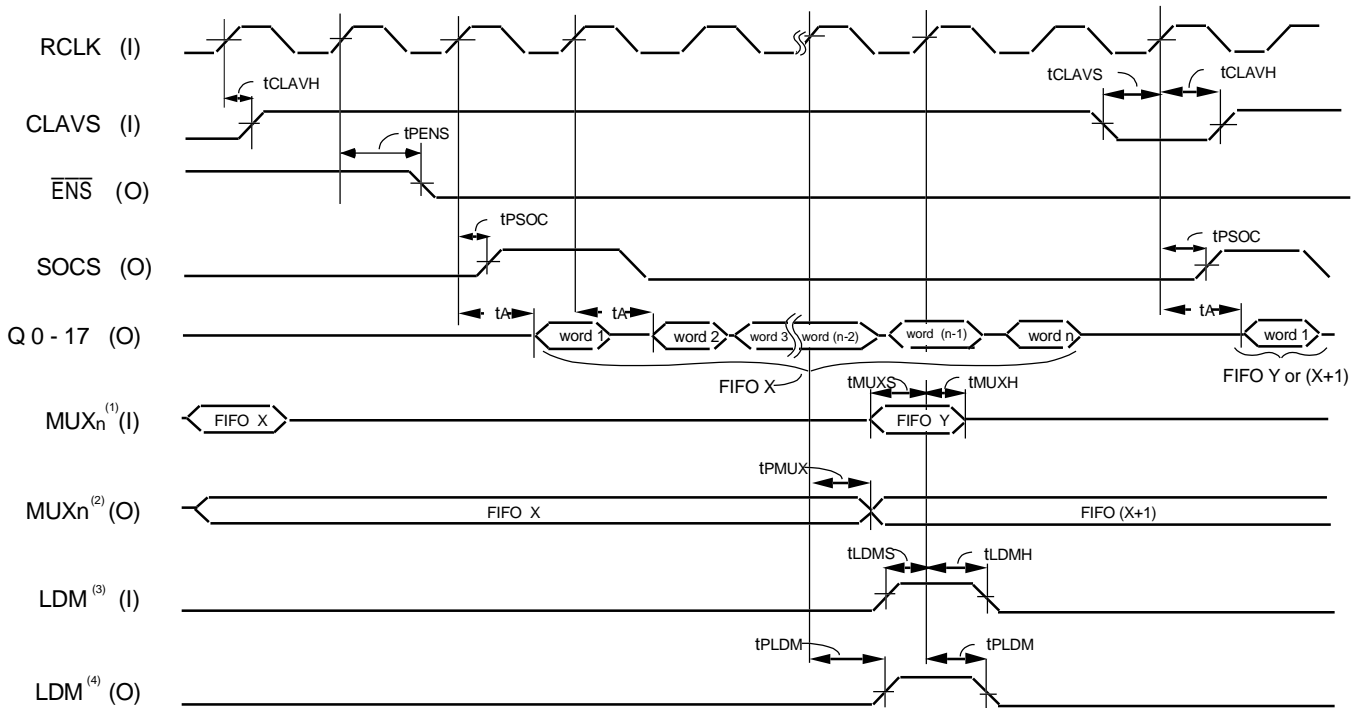 RCLK (I)
tCLAVH
tCLAVS
tCLAVH
CLAVS (I)
tPENS
ENS (O)
tPSOC
tPSOC
SOCS (O)
tA
tA
tA
Q 0 - 17 (O)
word 1
word 2
word 3
word (n-2)
word (n-1)
word n
word 1
FIFO X
FIFO Y or (X+1)
tMUXS
tMUXH
MUXn (1) (I)
FIFO X
FIFO Y
tPMUX
MUXn (2) (O)
FIFO X
FIFO (X+1)
tLDMS
tLDMH
LDM (3) (I)
tPLDM
tPLDM
LDM (4) (O)